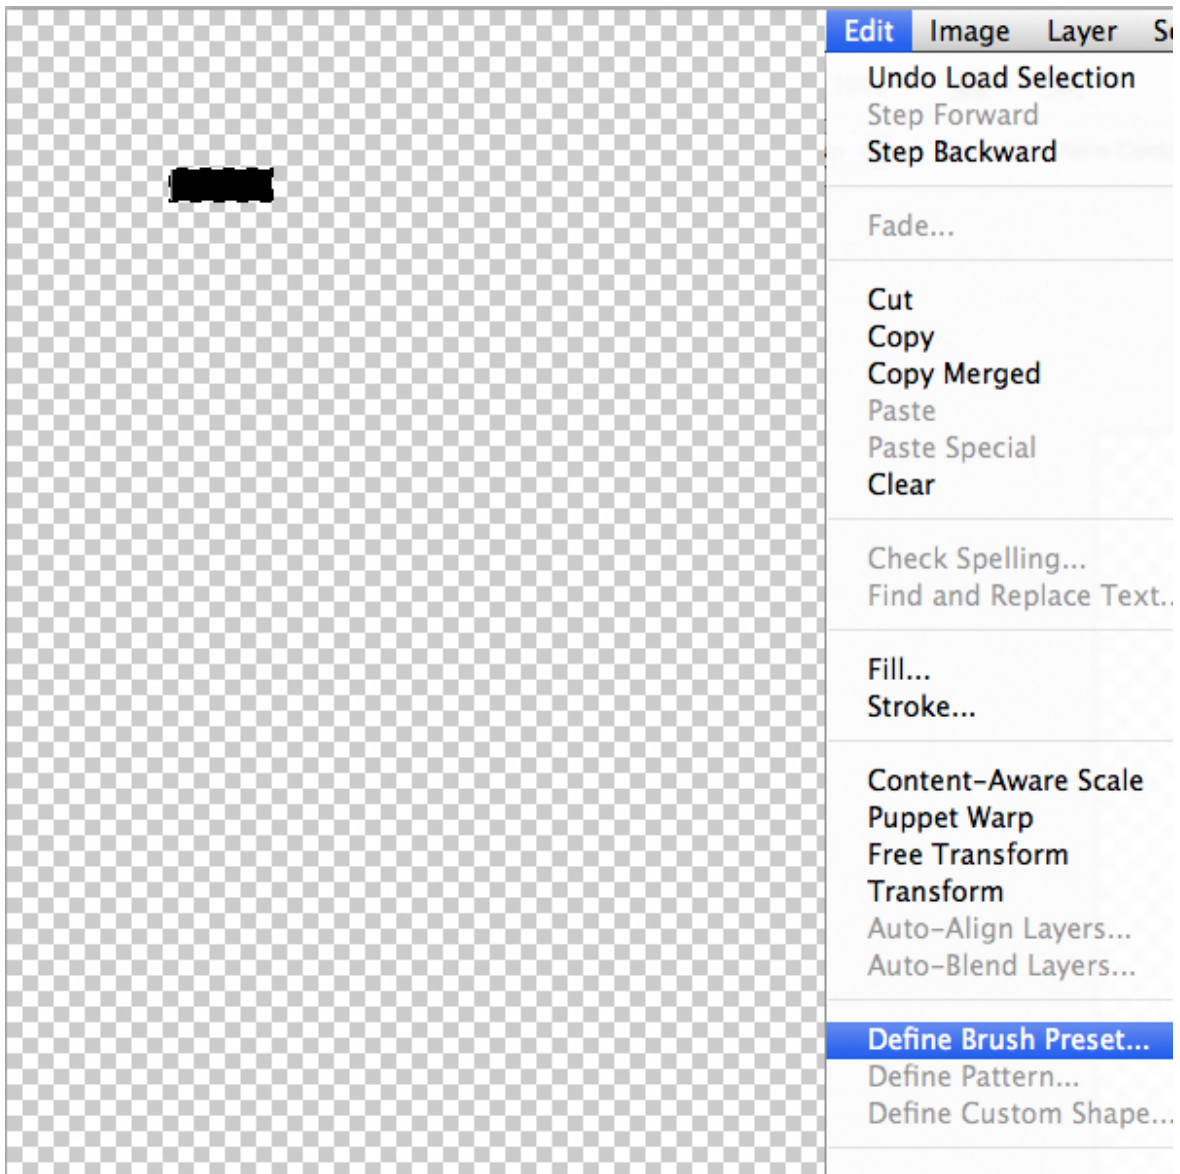 Edit Image Layer
Undo Load Selection
Step Forward
Step Backward
Fade...
Cut
Copy
Copy Merged
Paste
Paste Special
Clear
Check Spelling...
Find and Replace Text..
Fill...
Stroke...
Content-Aware Scale
Puppet Warp
Free Transform
Transform
Auto-Align Layers...
Auto-Blend Layers...
Define Brush Preset...
Define Pattern...
Define Custom Shape...